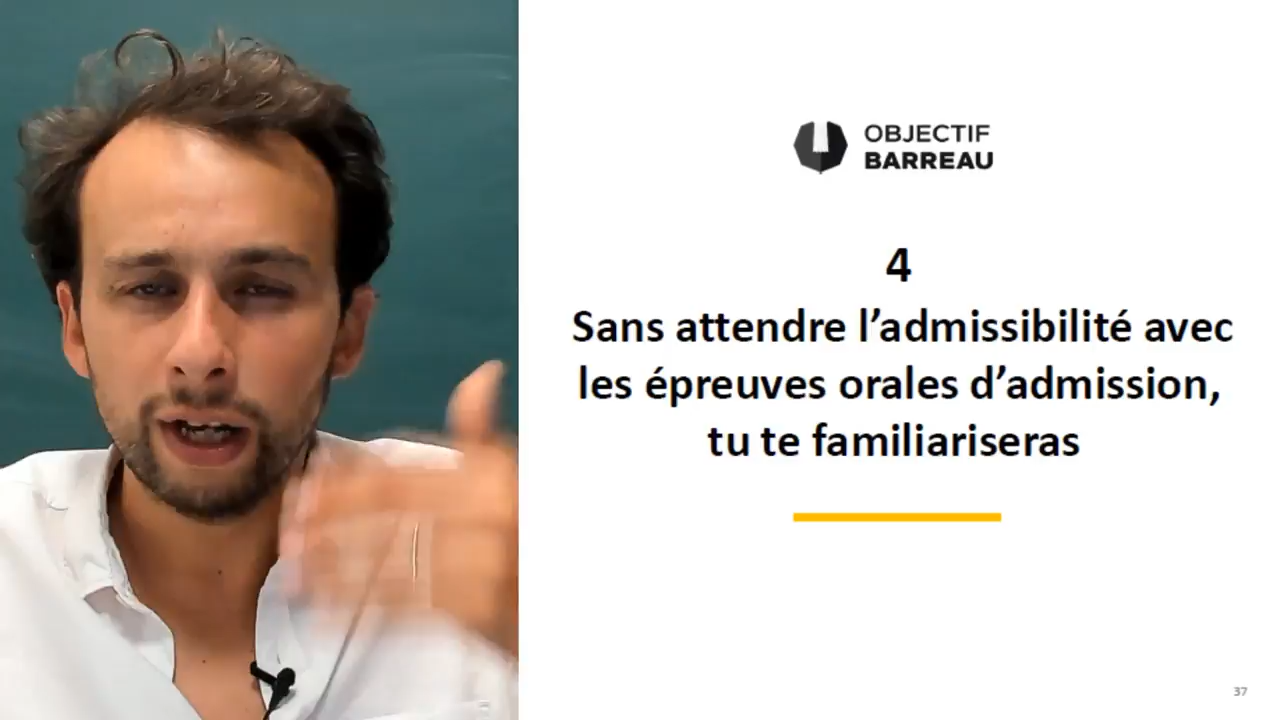 OBJECTIF
BARREAU
4
Sans attendre l’admissibilité avec
les épreuves orales d’admission,
tu te familiariseras
37